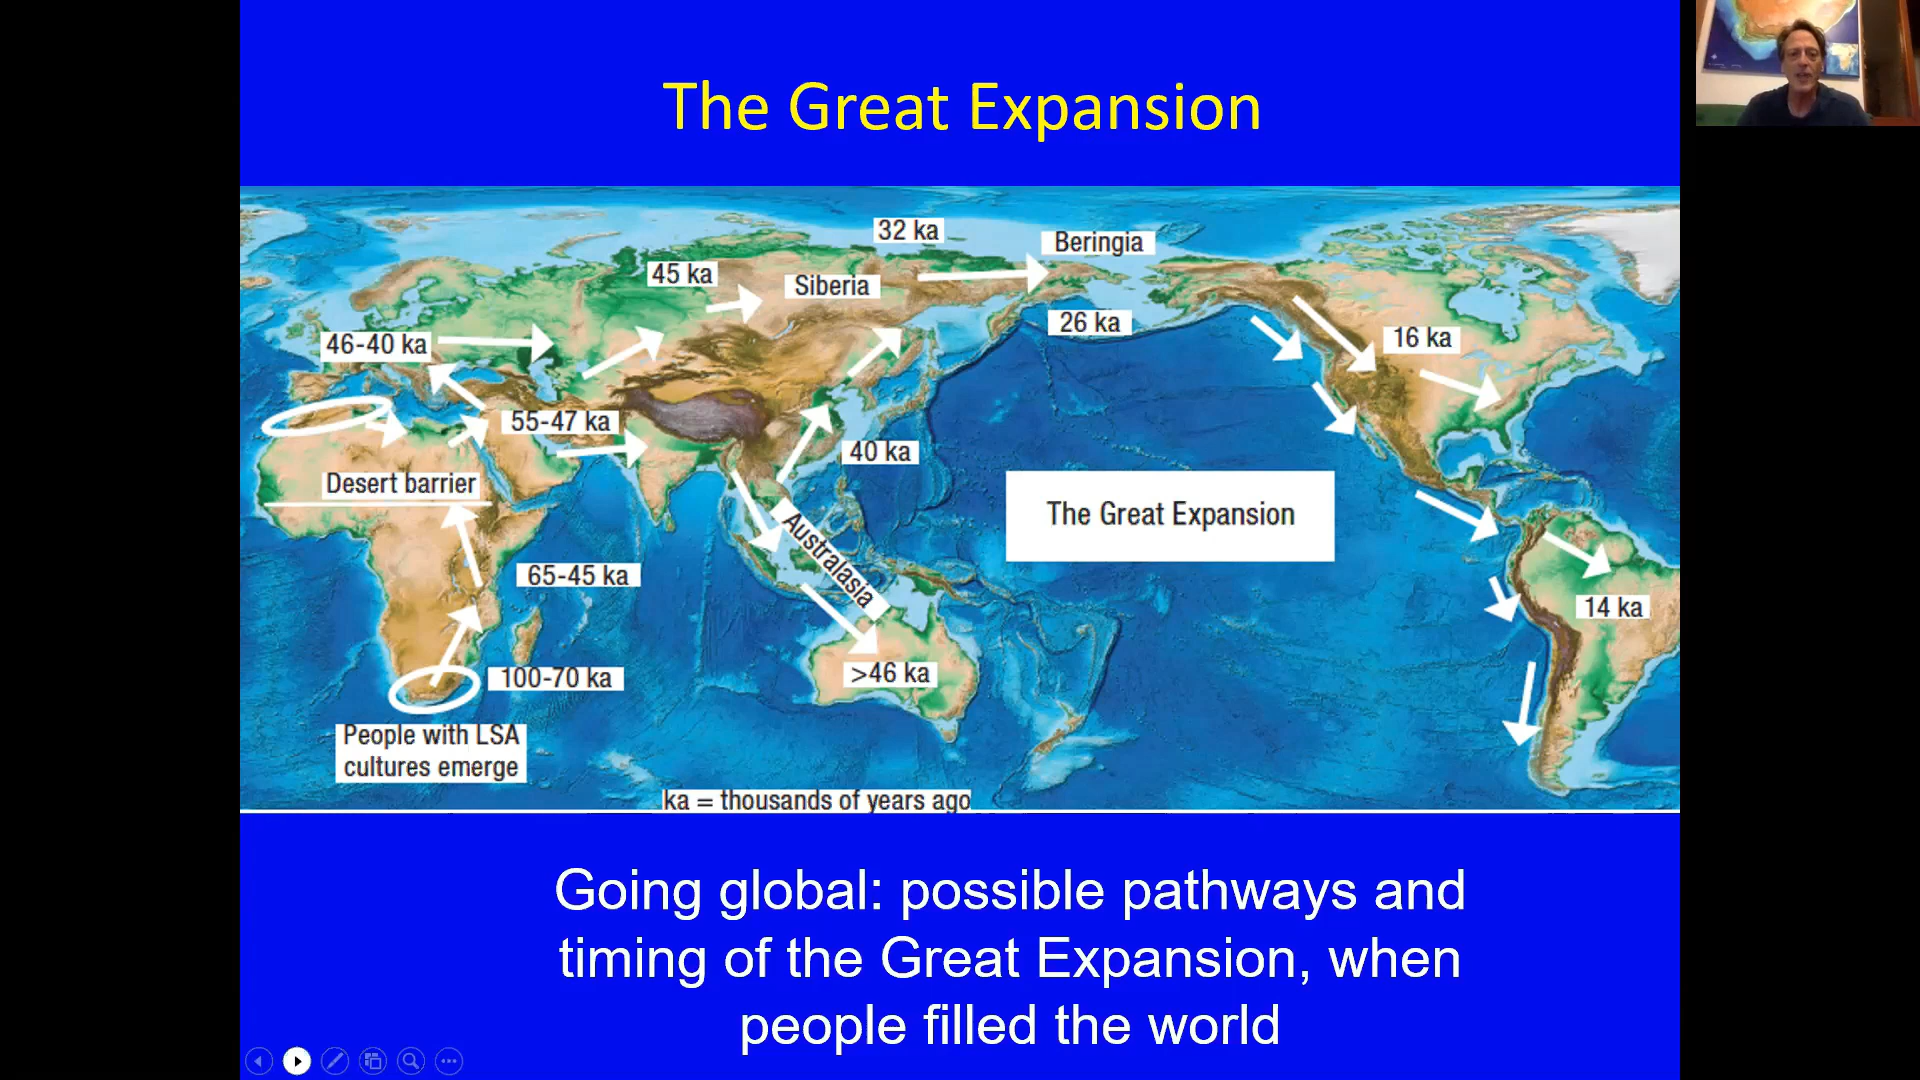 The Great Expansion
32 ka
Beringia
45 ka
Siberia
26 ka
46-40 ka
16 ka
55-47 ka
40 ka
Desert barrier
The Great Expansion
Australasia
65-45 ka
14 ka
>46 ka
100-70 ka
People with LSA
cultures emerge
ka = thousands of years ago
Going global: possible pathways and
timing of the Great Expansion, when
people filled the world